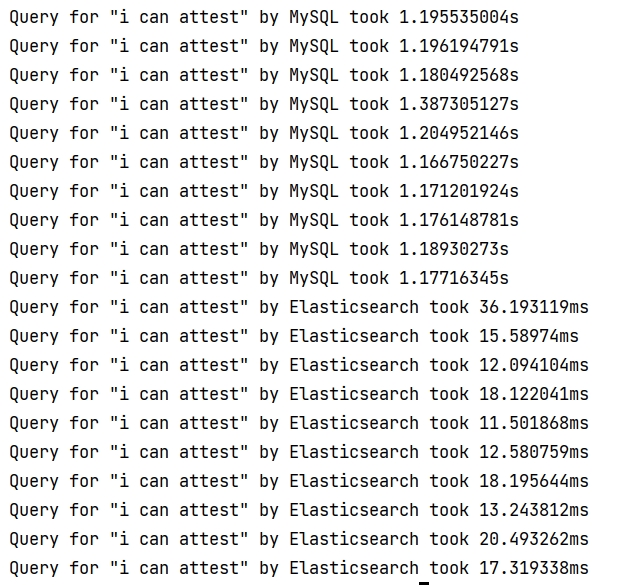 Query for "i can attest" by MySQL took 1.195535004s
Query for "i can attest" by MySQL took 1.196194791s
Query for "i can attest" by MySQL took 1.180492568s
Query for "i can attest" by MySQL took 1.387305127s
Query for "i can attest" by MySQL took 1.204952146s
Query for "i can attest" by MySQL took 1.166750227s
Query for "i can attest" by MySQL took 1.171201924s
Query for "i can attest" by MySQL took 1.176148781s
Query for "i can attest" by MySQL took 1.18930273s
Query for "i can attest" by MySQL took 1.17716345s
Query for "i can attest" by Elasticsearch took 36.193119ms
Query for "i can attest" by Elasticsearch took 15.58974ms
Query for "i can attest" by Elasticsearch took 12.094104ms
Query for "i can attest" by Elasticsearch took 18.122041ms
Query for "i can attest" by Elasticsearch took 11.501868ms
Query for "i can attest" by Elasticsearch took 12.580759ms
Query for "i can attest" by Elasticsearch took 18.195644ms
Query for "i can attest" by Elasticsearch took 13.243812ms
Query for "i can attest" by Elasticsearch took 20.493262ms
Query for "i can attest" by Elasticsearch took 17.319338ms